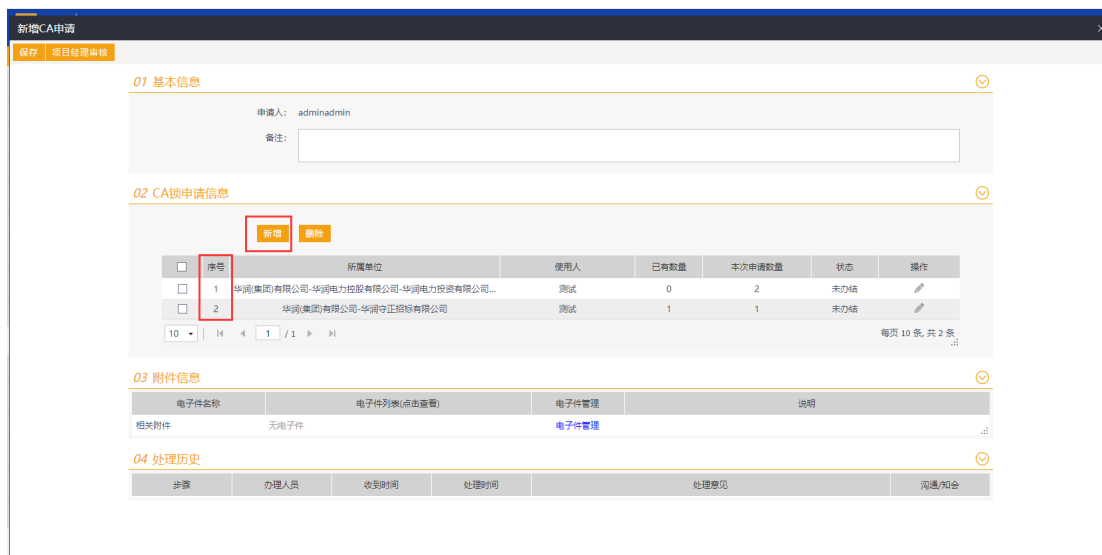 新增CA申请
保存 项目经理审核
01 基本信息
申请人: adminadmin
备注:
02 CA锁申请信息
新增 删除
序号 所属单位 使用人 已有数量 本次申请数量 状态 操作
1 华润(集团)有限公司-华润电力控股有限公司-华润电力投资有限公司... 测试 0 2 未办结
2 华润(集团)有限公司-华润守正招标有限公司 测试 1 1 未办结
10 1 / 1 每页 10 条, 共 2 条
03 附件信息
电子件名称 电子件列表(点击查看) 电子件管理 说明
相关附件 无电子件 电子件管理
04 处理历史
步骤 办理人员 收到时间 处理时间 处理意见 沟通/知会